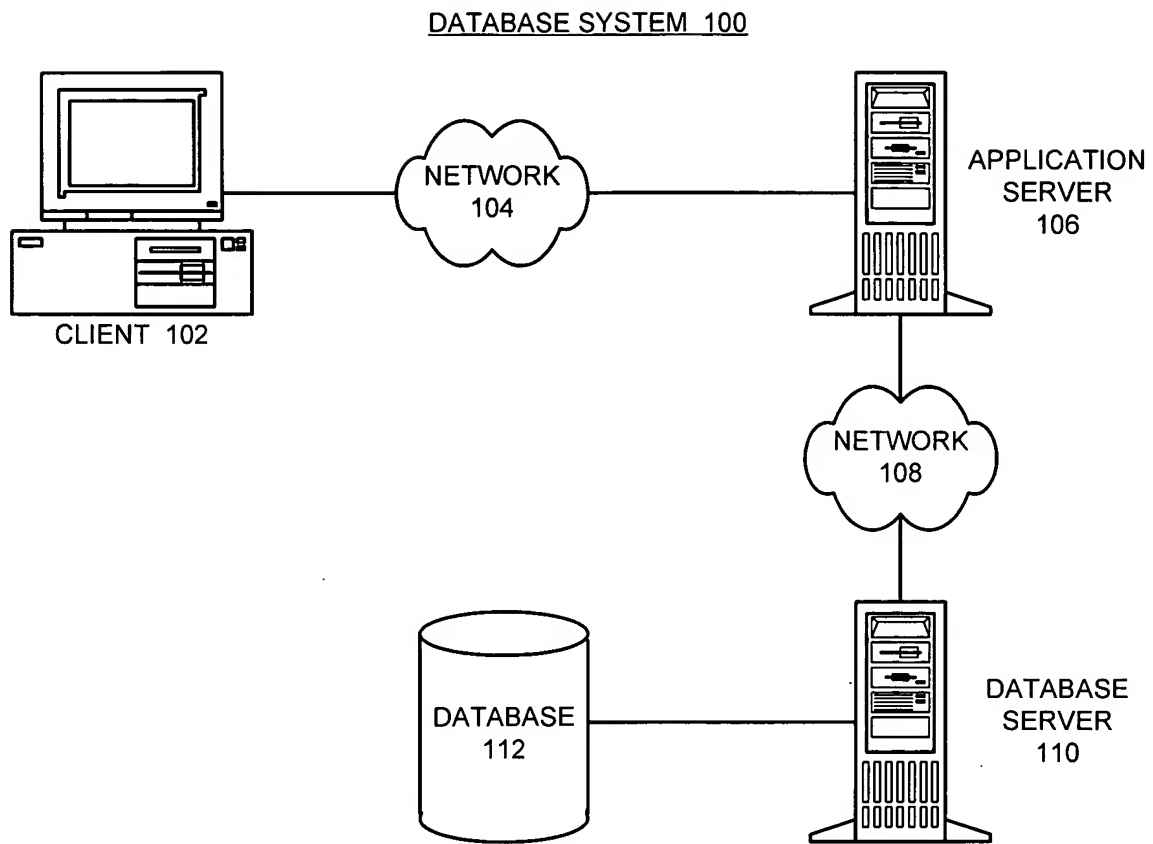 DATABASE SYSTEM 100
NETWORK
104
APPLICATION
SERVER
106
CLIENT 102
NETWORK
108
DATABASE
112
DATABASE
SERVER
110